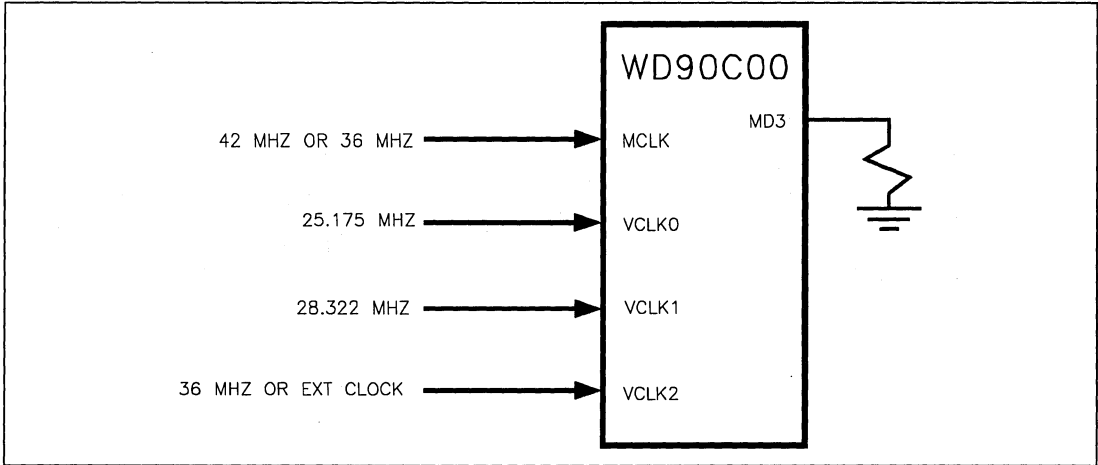 WD90C00
MD3
42 MHZ OR 36 MHZ
MCLK
25.175 MHZ
VCLK0
28.322 MHZ
VCLK1
36 MHZ OR EXT CLOCK
VCLK2